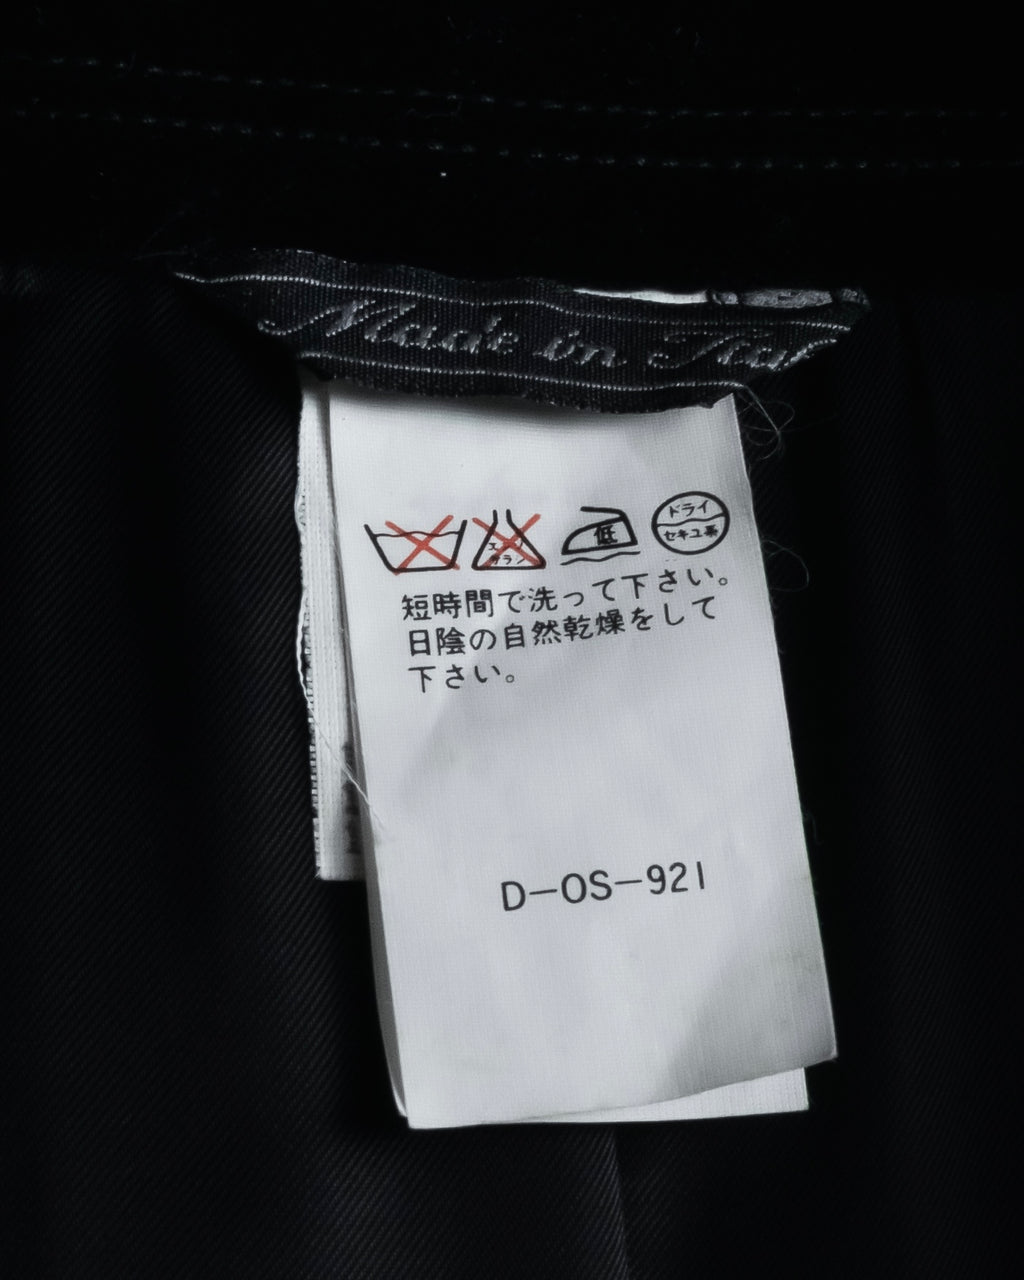 Made in
低
ドライ
セキユ系
短時間で洗って下さい。
日陰の自然乾燥をして
下さい。
D-OS-921